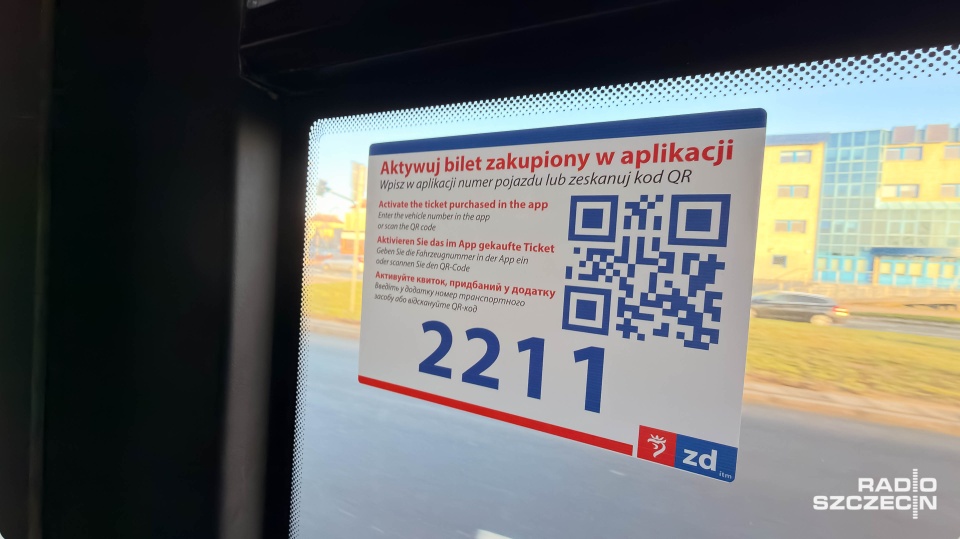 Aktywuj bilet zakupiony w aplikacji
Wpisz w aplikacji numer pojazdu lub zeskanuj kod QR
Activate the ticket purchased in the app
Enter the vehicle number in the app
or scan the QR code
Aktivieren Sie das im App gekaufte Ticket
Geben Sie die Fahrzeugnummer in der App ein
oder scannen Sie den QR-Code
Активуйте квиток, придбаний у додатку
Введіть у додатку номер транспортного
засобу або відскануйте QR-код
2211
zd
itm
RADIO
SZCZECIN